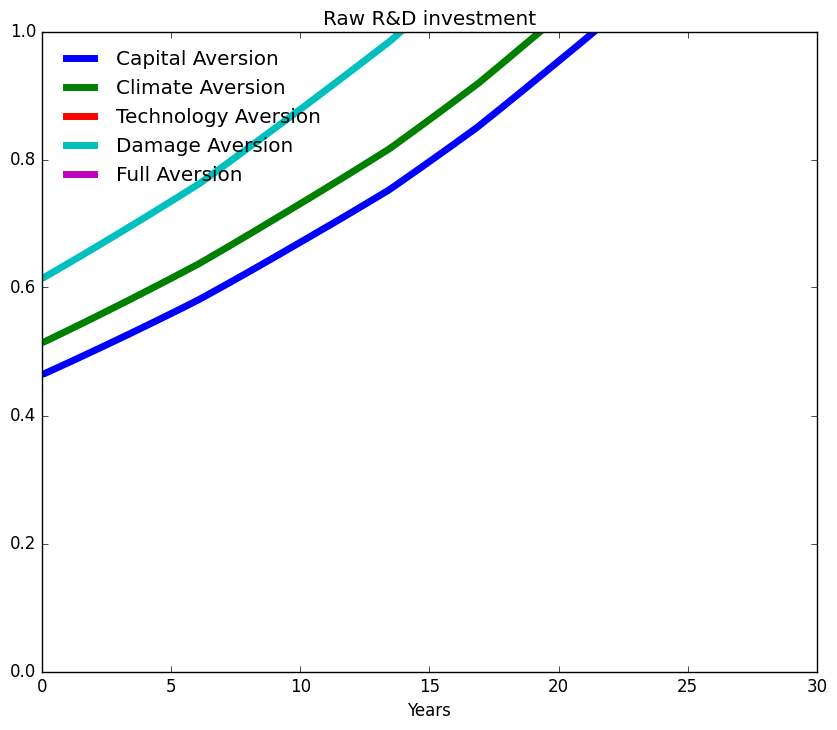 Raw R&D investment
1.0
0.8
0.6
0.4
0.2
0.0
Capital Aversion
Climate Aversion
Technology Aversion
Damage Aversion
Full Aversion
0 5 10 15 20 25 30
Years